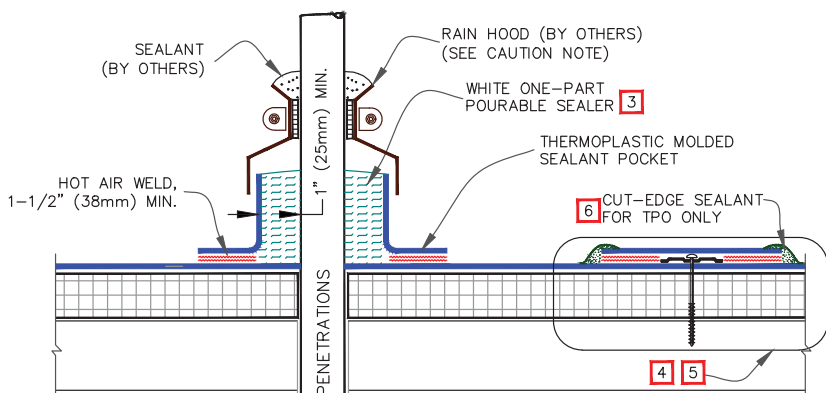 SEALANT
(BY OTHERS)
RAIN HOOD (BY OTHERS)
(SEE CAUTION NOTE)
WHITE ONE-PART
POURABLE SEALER 3
1" (25mm) MIN.
THERMOPLASTIC MOLDED
SEALANT POCKET
HOT AIR WELD,
1-1/2" (38mm) MIN.
6 CUT-EDGE SEALANT
FOR TPO ONLY
PENETRATIONS
4 5